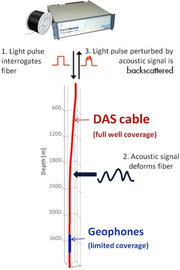 1. Light pulse
interrogates
fiber
3. Light pulse perturbed by
acoustic signal is
backscattered
600
DAS cable
(full well coverage)
1200
Depth [m]
1800
2. Acoustic signal
deforms fiber
2400
3000
Geophones
(limited coverage)
3600